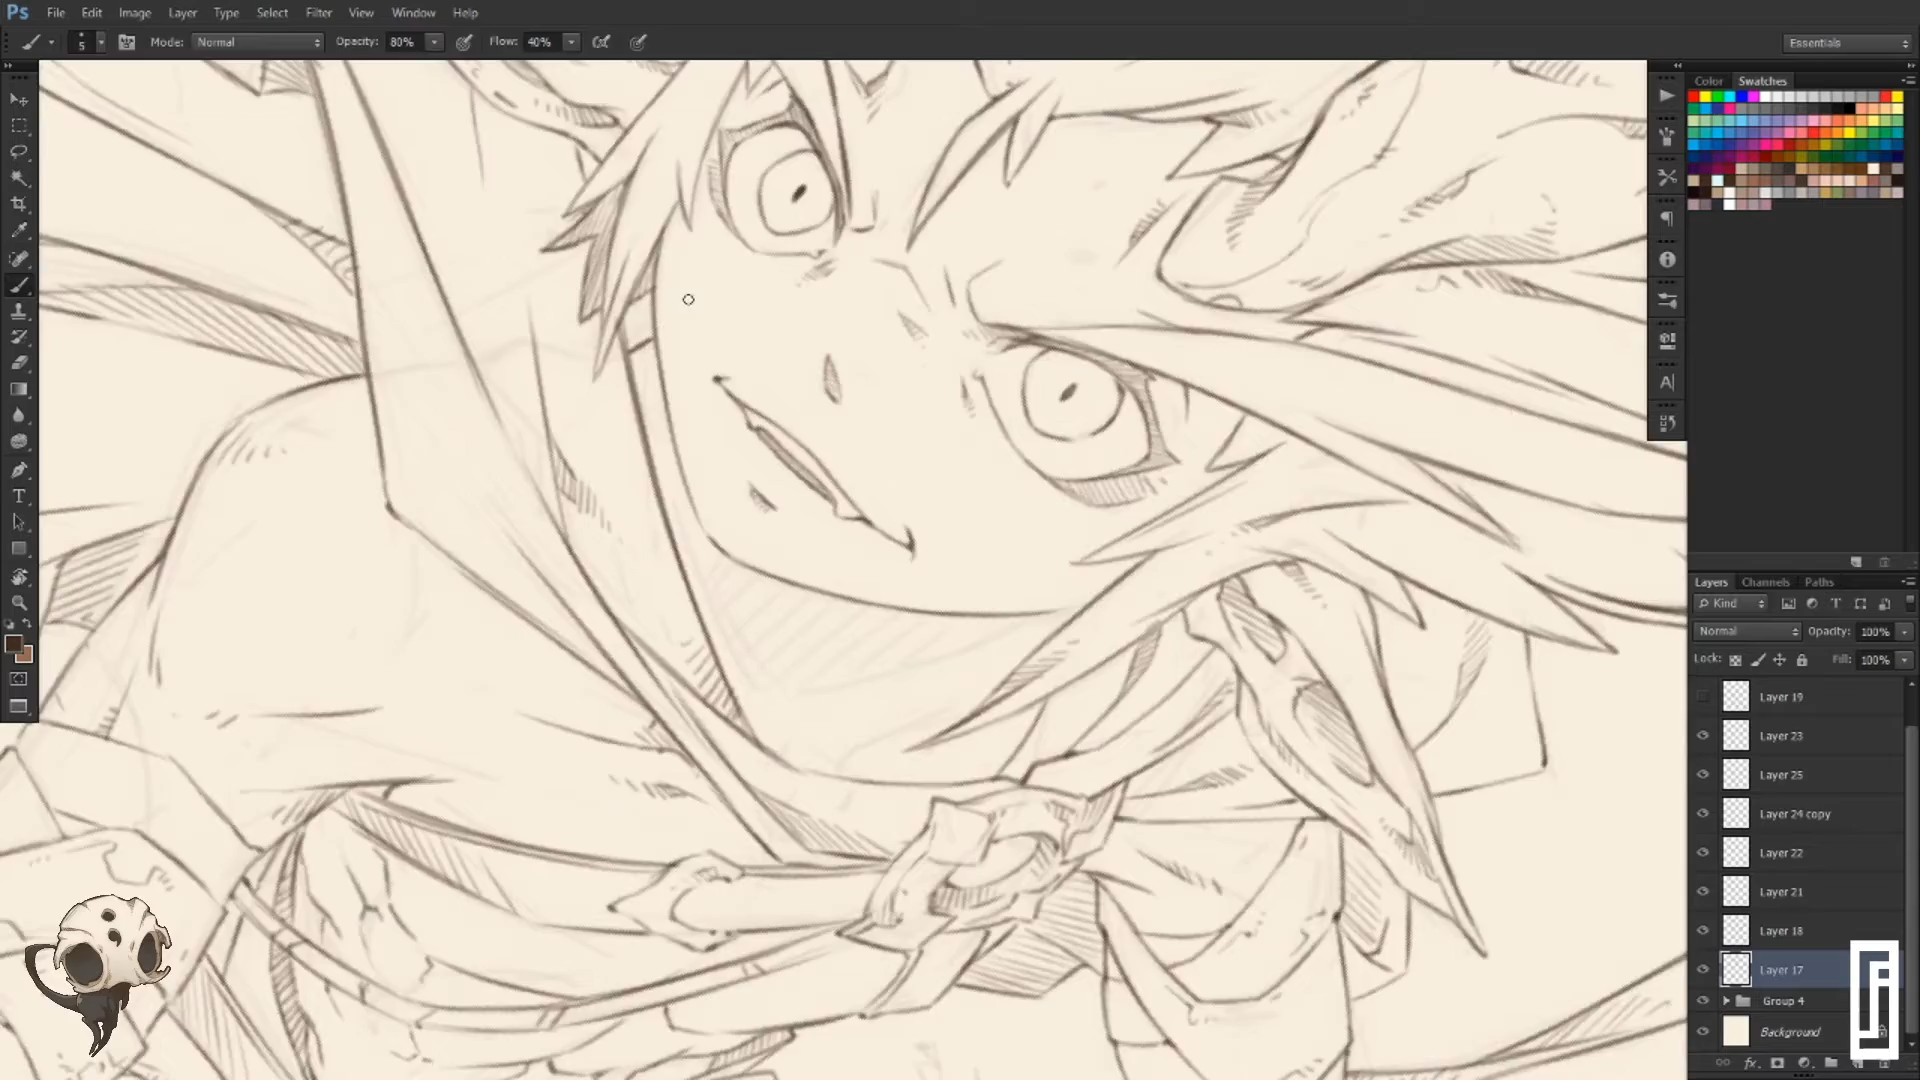 Ps File Edit Image Layer Type Select Filter View Window Help
5 Mode: Normal Opacity: 80% Flow: 40% Essentials
Color Swatches
Layers Channels Paths
Kind
Normal Opacity: 100%
Lock: Fill: 100%
Layer 19
Layer 23
Layer 25
Layer 24 copy
Layer 22
Layer 21
Layer 18
Layer 17
Group 4
Background